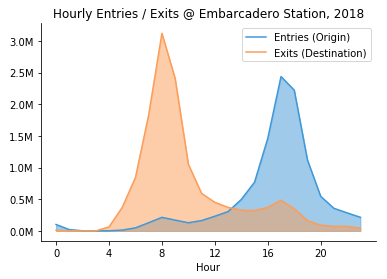 Hourly Entries / Exits @ Embarcadero Station, 2018
Entries (Origin)
Exits (Destination)
3.0M
2.5M
2.0M
1.5M
1.0M
0.5M
0.0M
0 4 8 12 16 20
Hour